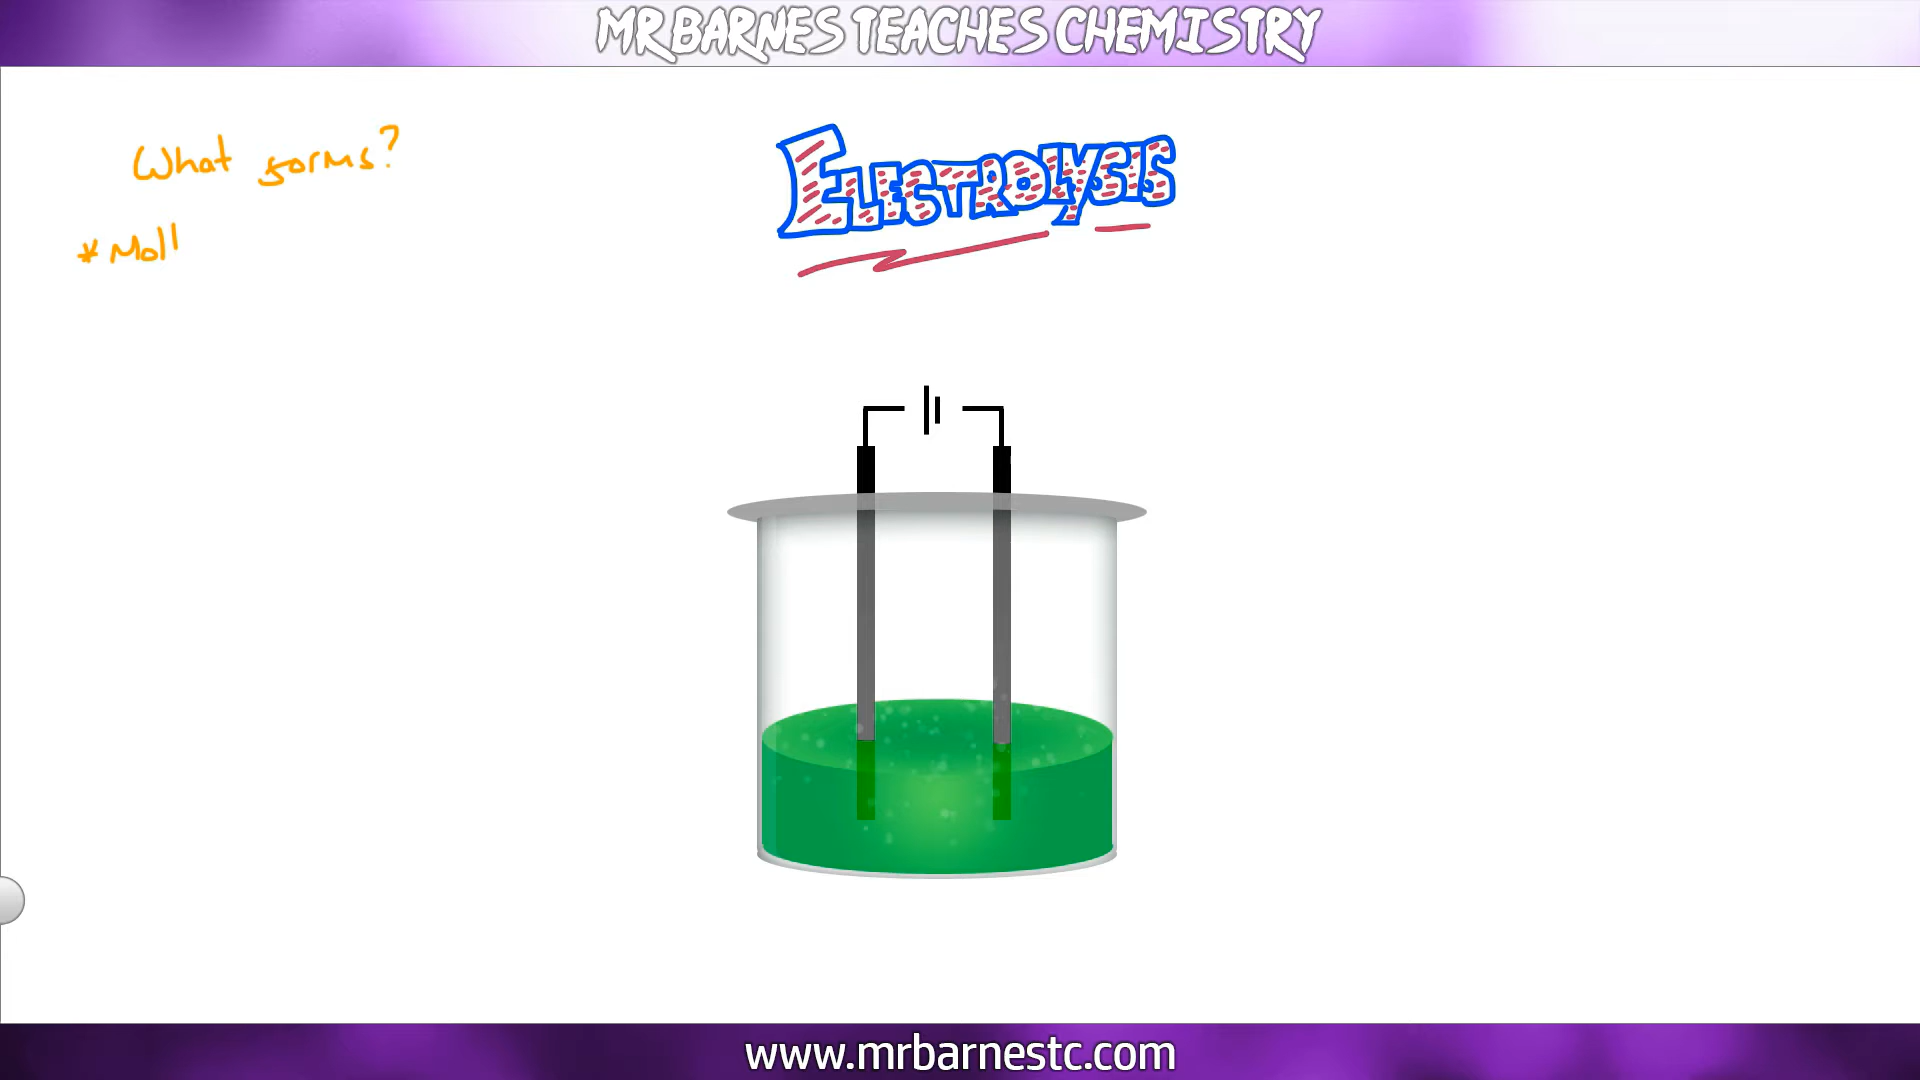 MR BARNES TEACHES CHEMISTRY
What forms?
ELECTROLYSIS
* Moll
www.mrbarnestc.com